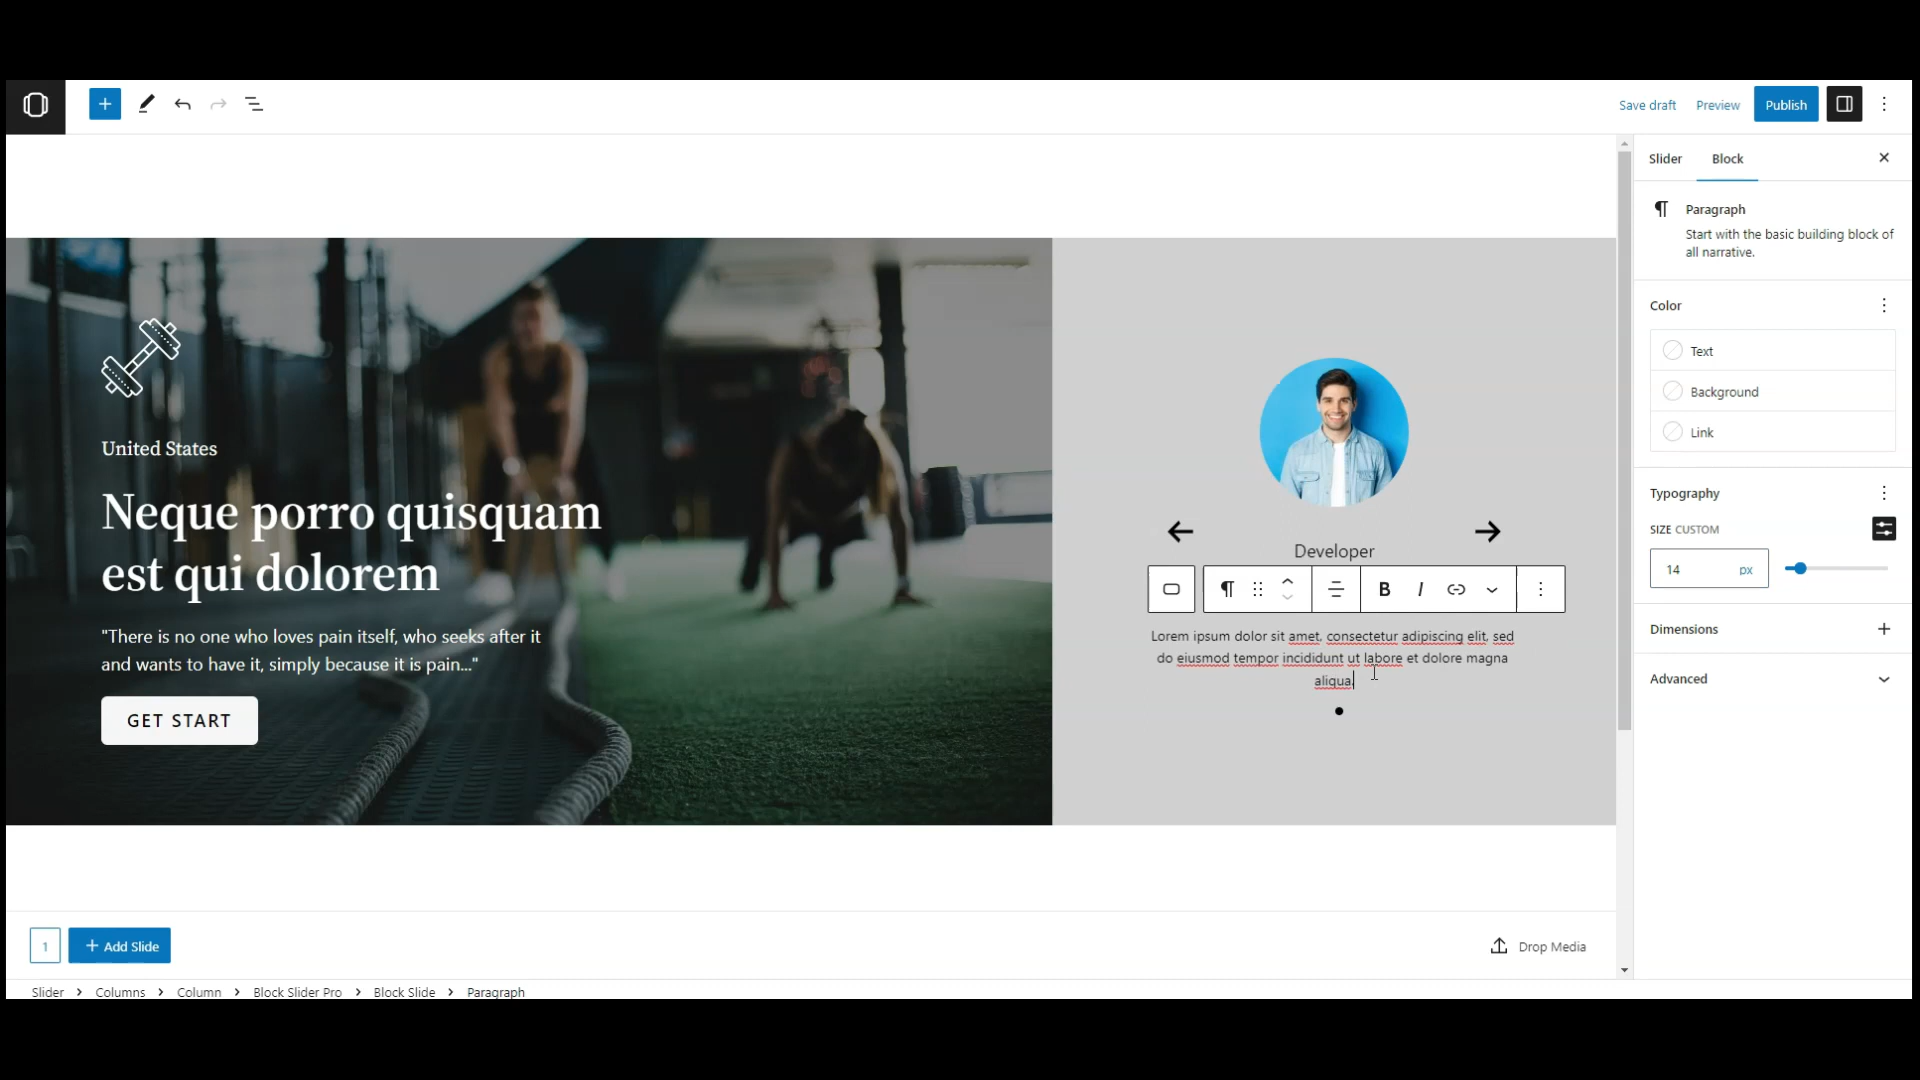 Save draft
Preview
Publish
Slider
Block
Paragraph
Start with the basic building block of
all narrative.
Color
Text
Background
Link
Typography
SIZE CUSTOM
14
px
Dimensions
Advanced
United States
Neque porro quisquam
est qui dolorem
"There is no one who loves pain itself, who seeks after it
and wants to have it, simply because it is pain..."
GET START
Developer
B I
Lorem ipsum dolor sit amet, consectetur adipiscing elit, sed
do eiusmod tempor incididunt ut labore et dolore magna
aliqua.
1
+ Add Slide
Drop Media
Slider > Columns > Column > Block Slider Pro > Block Slide > Paragraph